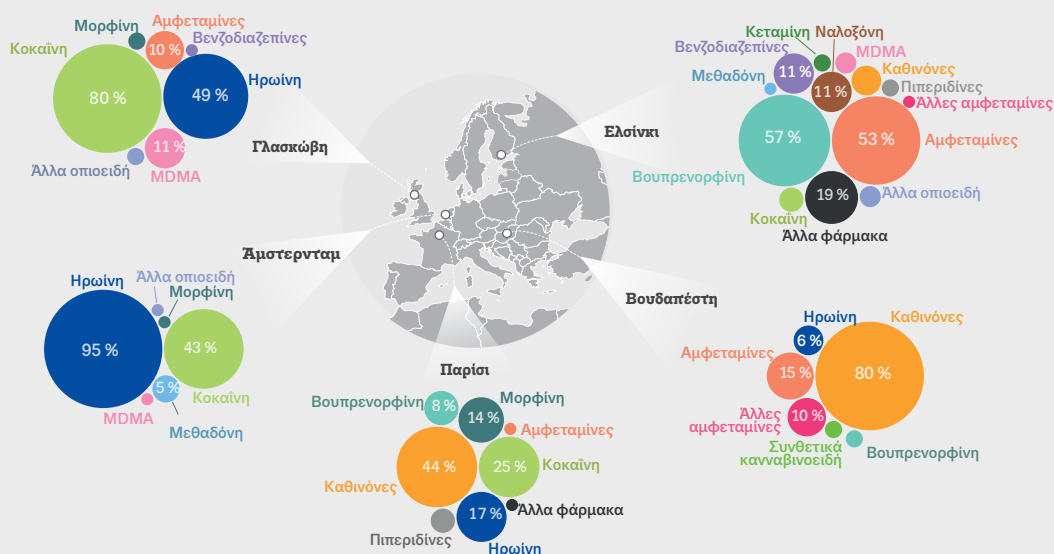 Μορφίνη
Αμφεταμίνες
Κοκαΐνη
Βενζοδιαζεπίνες
10 %
Ηρωίνη
80 %
49 %
11 %
Άλλα οπιοειδή
MDMA
Γλασκώβη
Κεταμίνη
Ναλοξόνη
Βενζοδιαζεπίνες
MDMA
Μεθαδόνη
11 %
Καθινόνες
11 %
Πιπεριδίνες
Άλλες αμφεταμίνες
Ελσίνκι
57 %
53 %
Αμφεταμίνες
Βουπρενορφίνη
19 %
Άλλα οπιοειδή
Κοκαΐνη
Άλλα φάρμακα
Άμστερνταμ
Ηρωίνη
Άλλα οπιοειδή
Μορφίνη
95 %
43 %
5 %
Κοκαΐνη
MDMA
Μεθαδόνη
Βουδαπέστη
Ηρωίνη
Καθινόνες
6 %
Αμφεταμίνες
15 %
80 %
Άλλες
αμφεταμίνες
10 %
Συνθετικά
κανναβινοειδή
Βουπρενορφίνη
Παρίσι
Βουπρενορφίνη
8 %
Μορφίνη
14 %
Αμφεταμίνες
44 %
25 %
Κοκαΐνη
Καθινόνες
17 %
Άλλα φάρμακα
Πιπεριδίνες
Ηρωίνη